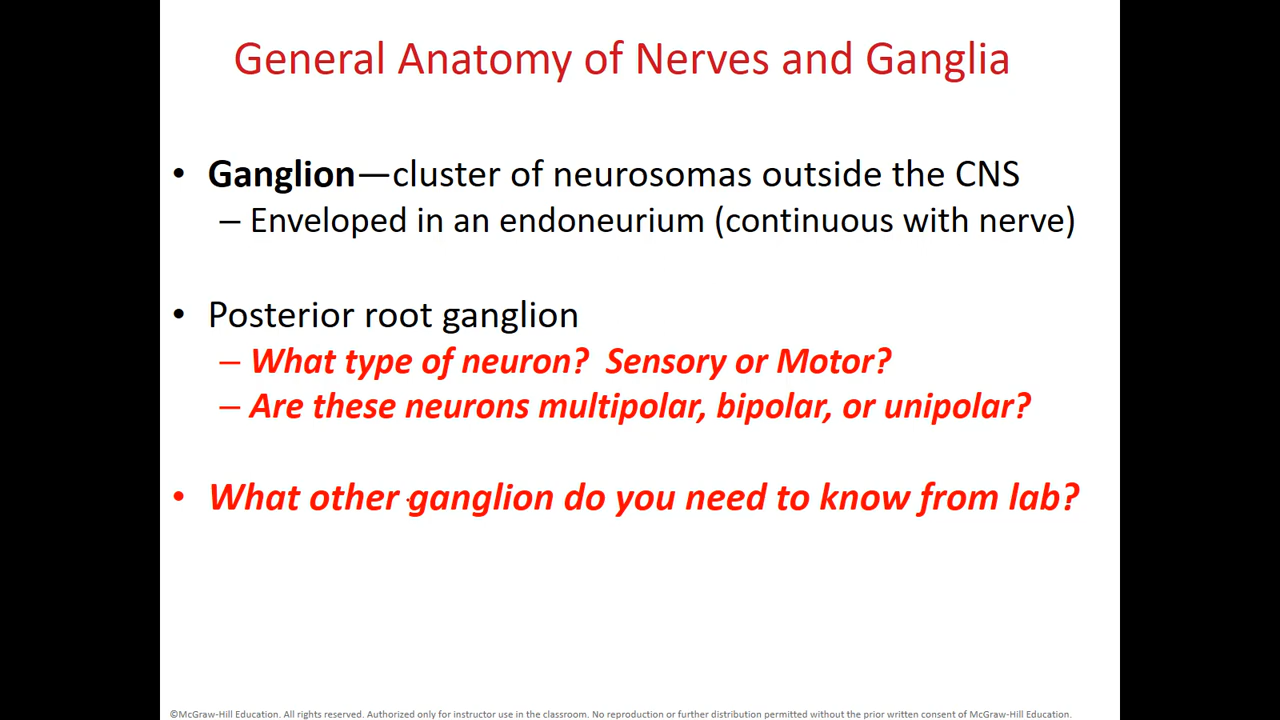 General Anatomy of Nerves and Ganglia
• Ganglion—cluster of neurosomas outside the CNS
– Enveloped in an endoneurium (continuous with nerve)
• Posterior root ganglion
– What type of neuron? Sensory or Motor?
– Are these neurons multipolar, bipolar, or unipolar?
• What other ganglion do you need to know from lab?
©McGraw-Hill Education. All rights reserved. Authorized only for instructor use in the classroom. No reproduction or further distribution permitted without the prior written consent of McGraw-Hill Education.